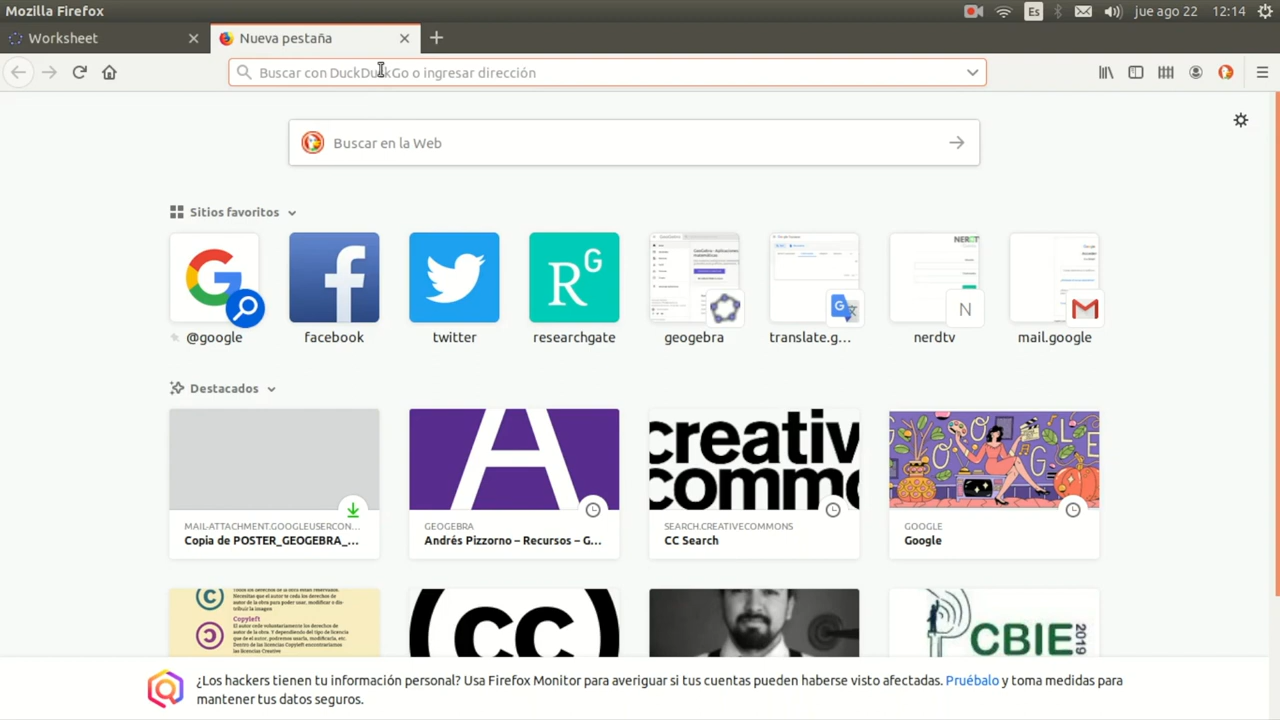 Mozilla Firefox
Es
jue ago 22
12:14
Worksheet
Nueva pestaña
Buscar con DuckDuckGo o ingresar dirección
Buscar en la Web
Sitios favoritos
@google
facebook
twitter
researchgate
geogebra
translate.g...
nerdtv
mail.google
Destacados
MAIL-ATTACHMENT.GOOGLEUSERCON...
Copia de POSTER_GEOGEBRA_...
GEOGEBRA
Andrés Pizzorno – Recursos – G...
creativ
commo
SEARCH.CREATIVECOMMONS
CC Search
GOOGLE
Google
Copyleft
CBIE
2019
¿Los hackers tienen tu información personal? Usa Firefox Monitor para averiguar si tus cuentas pueden haberse visto afectadas. Pruébalo y toma medidas para
mantener tus datos seguros.